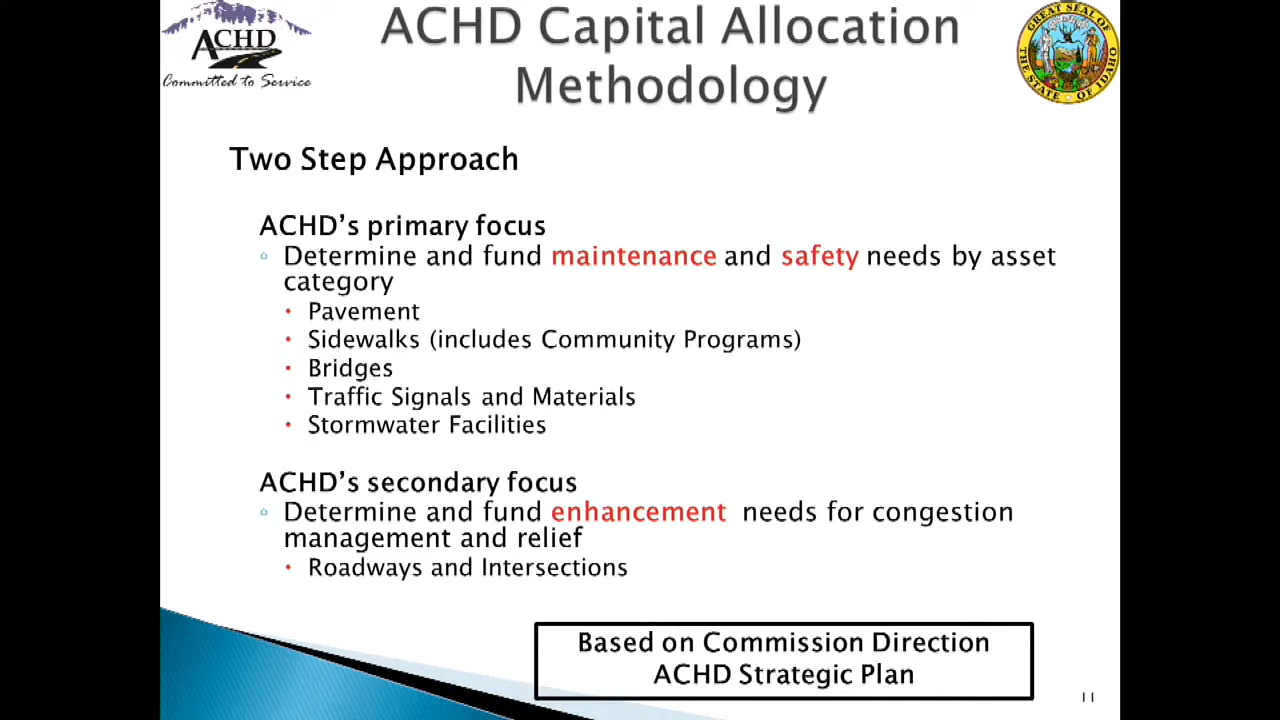 ACHD
Committed to Service
ACHD Capital Allocation
Methodology
GREAT SEAL OF
THE STATE OF IDAHO
Two Step Approach
ACHD's primary focus
Determine and fund maintenance and safety needs by asset
category
Pavement
Sidewalks (includes Community Programs)
Bridges
Traffic Signals and Materials
Stormwater Facilities
ACHD's secondary focus
Determine and fund enhancement needs for congestion
management and relief
Roadways and Intersections
Based on Commission Direction
ACHD Strategic Plan
11